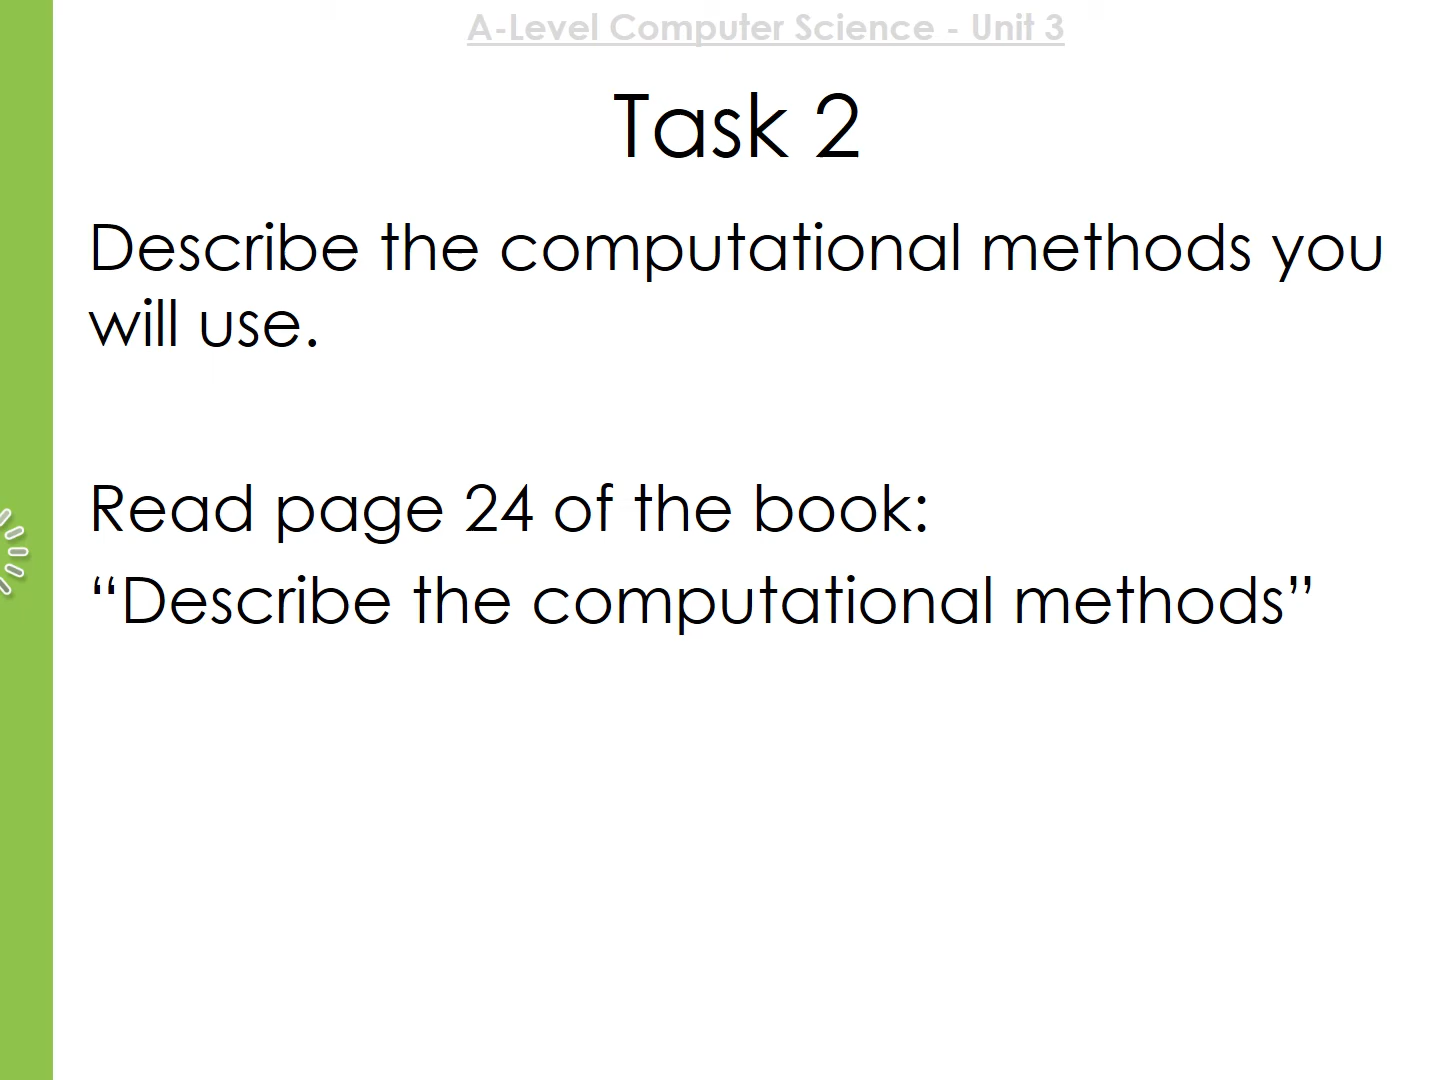 A-Level Computer Science - Unit 3
Task 2
Describe the computational methods you
will use.
Read page 24 of the book:
“Describe the computational methods”